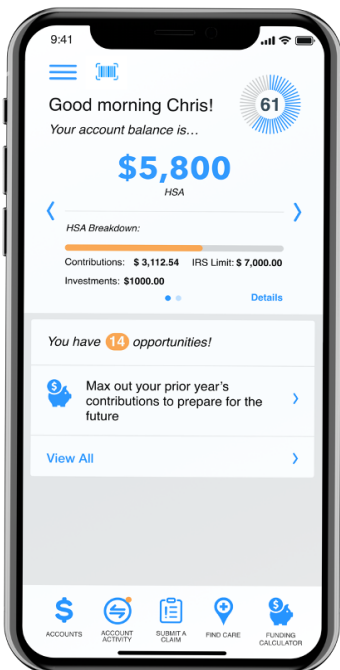 9:41
Good morning Chris!
61
Your account balance is...
$5,800
HSA
HSA Breakdown:
Contributions: $ 3,112.54 IRS Limit: $ 7,000.00
Investments: $1000.00
Details
You have 14 opportunities!
Max out your prior year's
contributions to prepare for the
future
View All
ACCOUNTS
ACCOUNT
ACTIVITY
SUBMIT A
CLAIM
FIND CARE
FUNDING
CALCULATOR